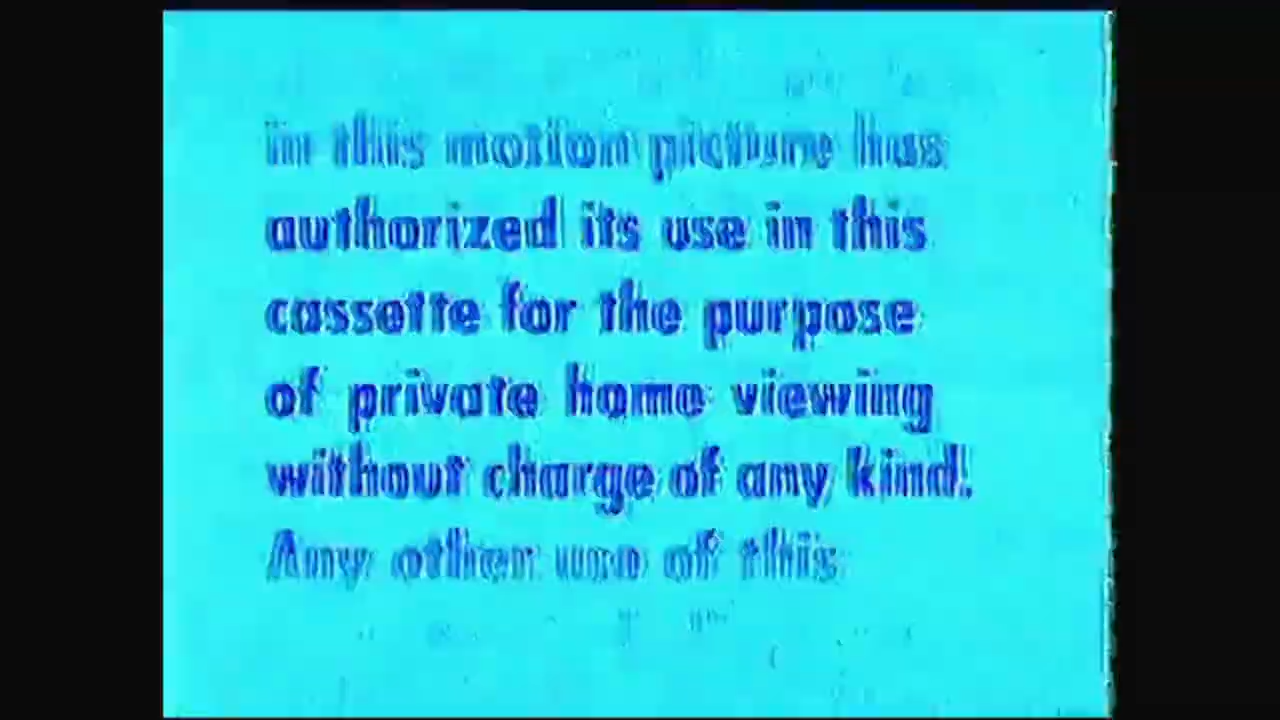 in this motion picture has
authorized its use in this
cassette for the purpose
of private home viewing
without charge of any kind.
Any other use of this